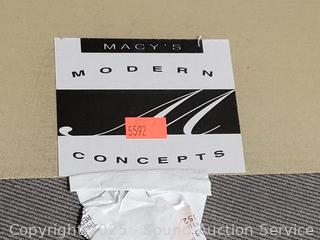 MACY'S
MODERN
M
5592
CONCEPTS
Copyright 2025 - Sound Auction Service